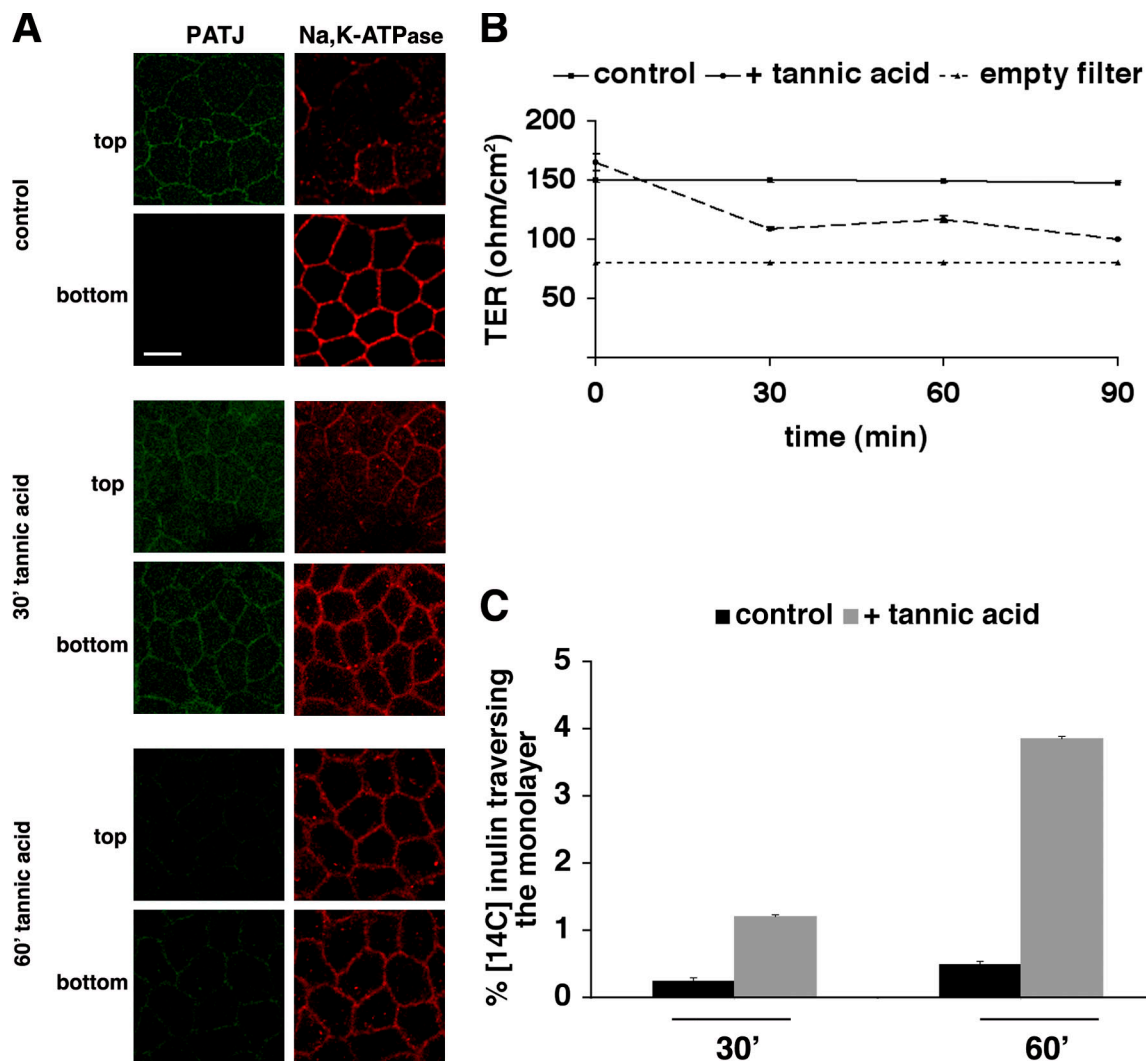 A
PATJ
Na,K-ATPase
control
top
bottom
30’ tannic acid
top
bottom
60’ tannic acid
top
bottom
B
control + tannic acid empty filter
TER (ohm/cm²)
200
150
100
50
0 30 60 90
time (min)
C
control + tannic acid
% [14C] inulin traversing
the monolayer
5
4
3
2
1
0
30’ 60’